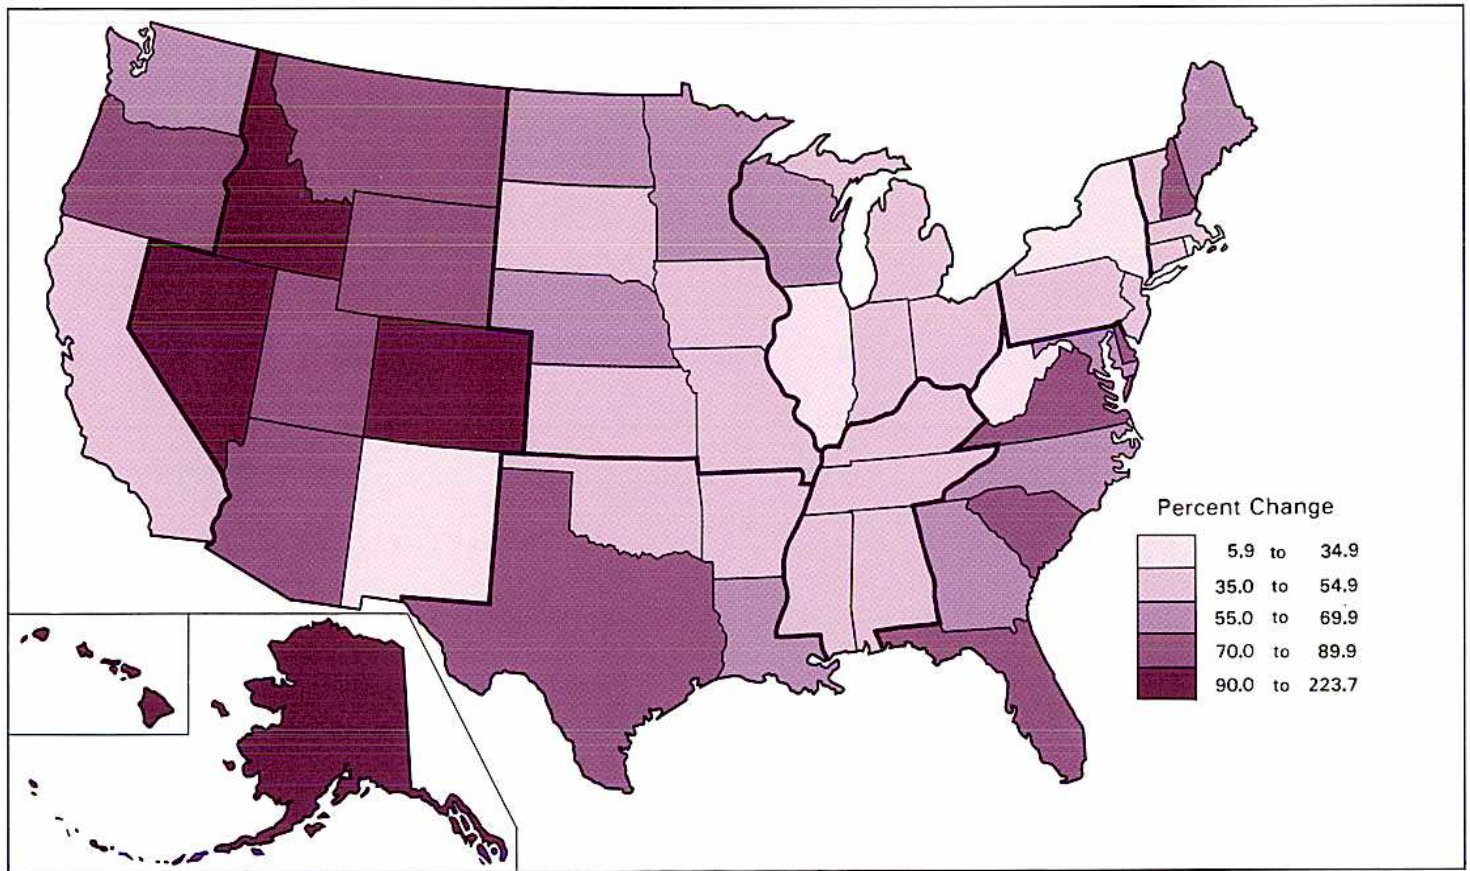 Percent Change
5.9 to 34.9
35.0 to 54.9
55.0 to 69.9
70.0 to 89.9
90.0 to 223.7